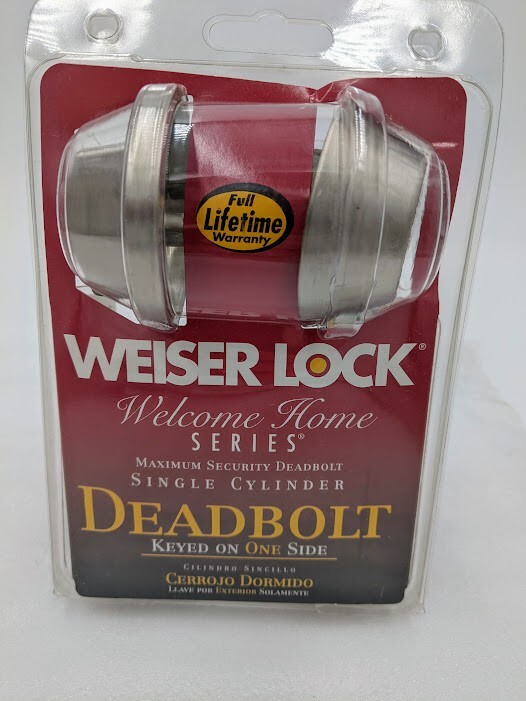 Full
Lifetime
Warranty
WEISER LOCK®
Welcome Home
SERIES®
MAXIMUM SECURITY DEADBOLT
SINGLE CYLINDER
DEADBOLT
KEYED ON ONE SIDE
CILINDRO SINCILLO
CERROJO DORMIDO
LLAVE POR EXTERIOR SOLAMENTE